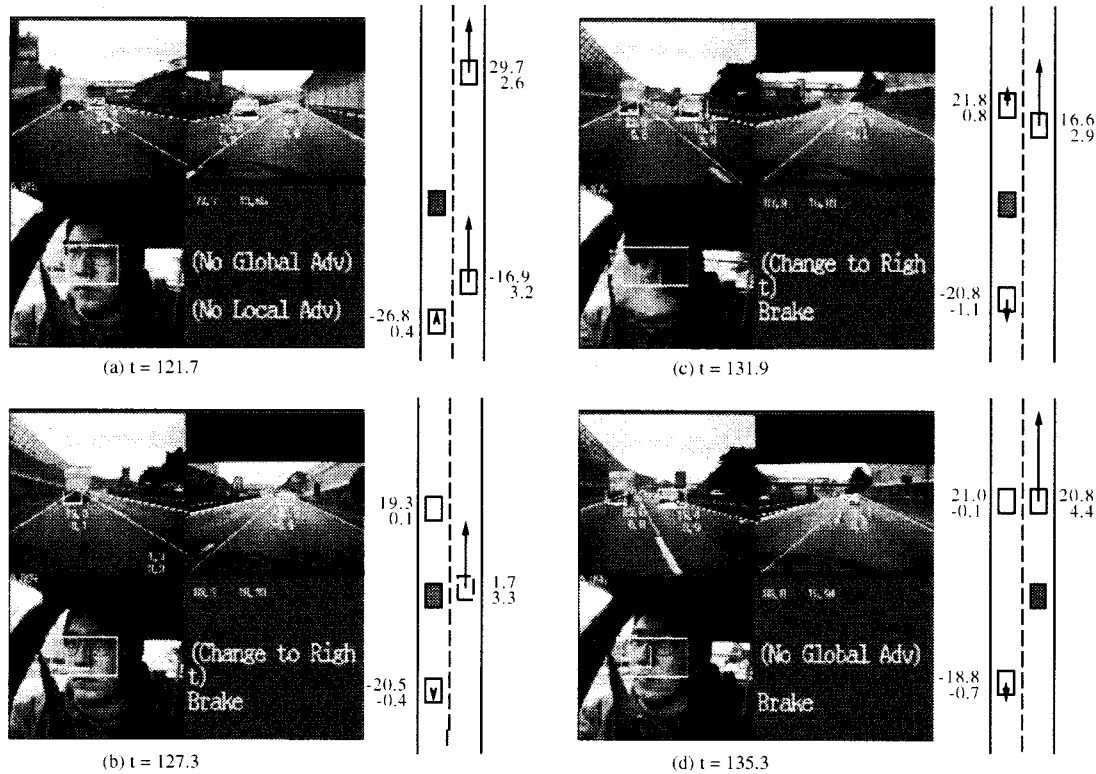 29.7
2.6
(No Global Adv)
(No Local Adv)
-16.9
3.2
-26.8
0.4
(a) t = 121.7
21.8
0.8
16.6
2.9
(Change to Righ
t)
Brake
-20.8
-1.1
(c) t = 131.9
19.3
0.1
1.7
3.3
(Change to Righ
t)
Brake
-20.5
-0.4
(b) t = 127.3
21.0
-0.1
20.8
4.4
(No Global Adv)
Brake
-18.8
-0.7
(d) t = 135.3